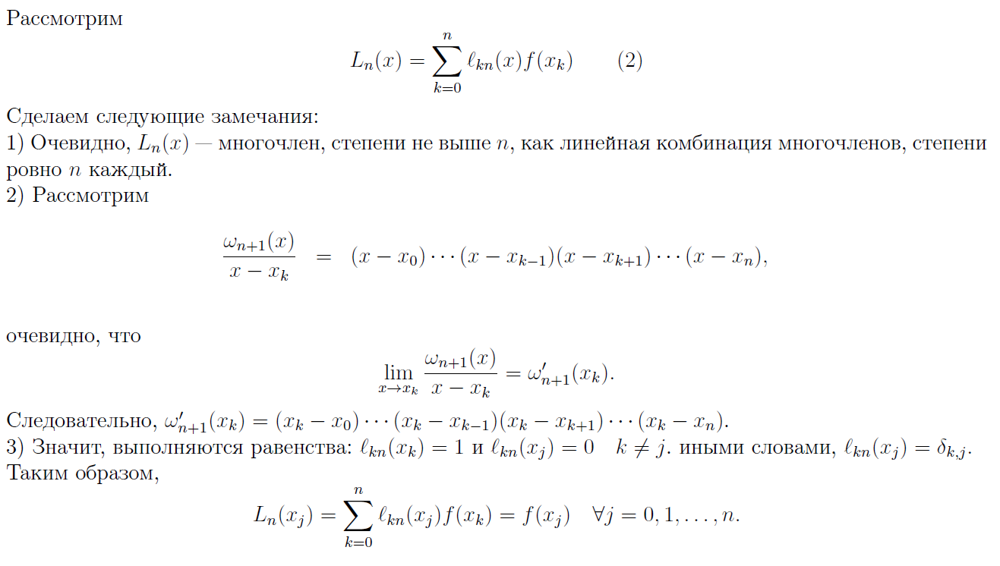 Рассмотрим
$$L_n(x) = \sum_{k=0}^{n} \ell_{kn}(x) f(x_k) \qquad (2)$$
Сделаем следующие замечания:
1) Очевидно, $L_n(x)$ — многочлен, степени не выше $n$, как линейная комбинация многочленов, степени
ровно $n$ каждый.
2) Рассмотрим
$$\frac{\omega_{n+1}(x)}{x - x_k} = (x - x_0) \cdots (x - x_{k-1})(x - x_{k+1}) \cdots (x - x_n),$$
очевидно, что
$$\lim_{x \to x_k} \frac{\omega_{n+1}(x)}{x - x_k} = \omega'_{n+1}(x_k).$$
Следовательно, $\omega'_{n+1}(x_k) = (x_k - x_0) \cdots (x_k - x_{k-1})(x_k - x_{k+1}) \cdots (x_k - x_n).$
3) Значит, выполняются равенства: $\ell_{kn}(x_k) = 1$ и $\ell_{kn}(x_j) = 0 \quad k \neq j.$ иными словами, $\ell_{kn}(x_j) = \delta_{k,j}.$
Таким образом,
$$L_n(x_j) = \sum_{k=0}^{n} \ell_{kn}(x_j) f(x_k) = f(x_j) \quad \forall j = 0, 1, \ldots, n.$$